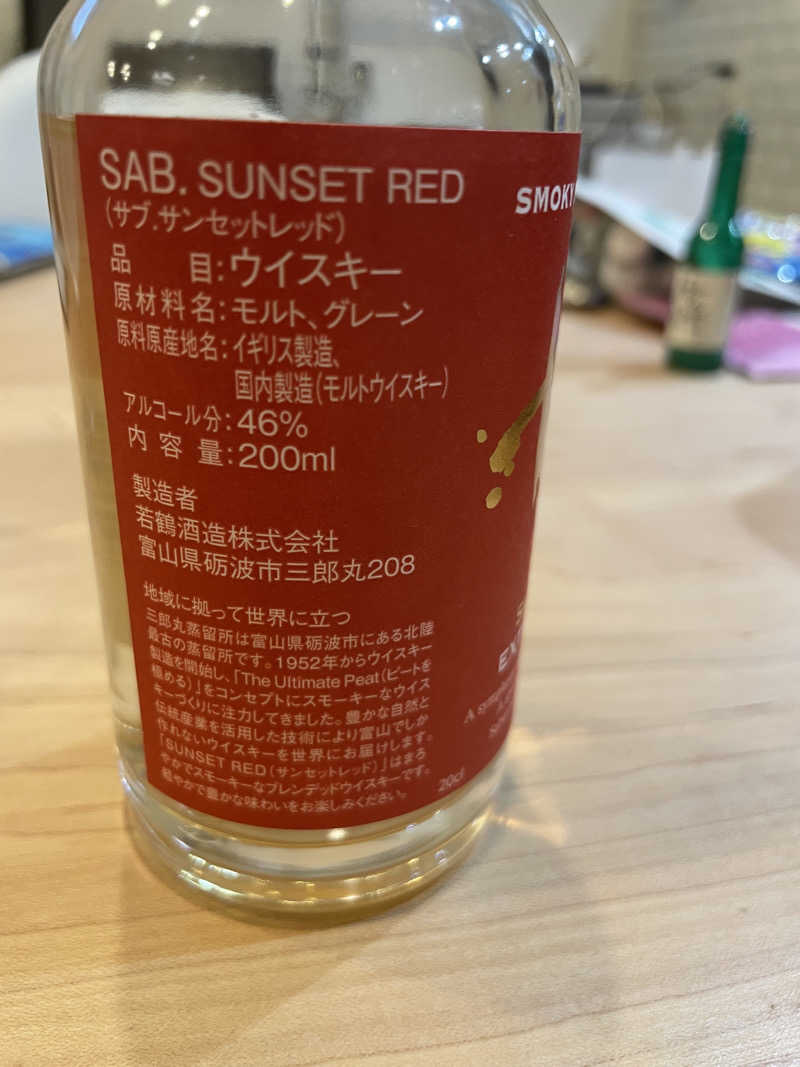 SAB. SUNSET RED
(サブ.サンセットレッド)
品 目:ウイスキー
原材料名:モルト、グレーン
原料原産地名:イギリス製造、
国内製造(モルトウイスキー)
アルコール分:46%
内容量:200ml
製造者
若鶴酒造株式会社
富山県砺波市三郎丸208
地域に拠って世界に立つ
三郎丸蒸留所は富山県砺波市にある北陸
最古の蒸留所です。1952年からウイスキー
製造を開始し、「The Ultimate Peat(ピートを
極める)」をコンセプトにスモーキーなウイス
キーづくりに注力してきました。豊かな自然と
伝統産業を活用した技術により富山でしか
作れないウイスキーを世界にお届けします。
「SUNSET RED(サンセットレッド)」はまろ
やかでスモーキーなブレンデッドウイスキーです。
軽やかで豊かな味わいをお楽しみください。
20cl
SMOKY